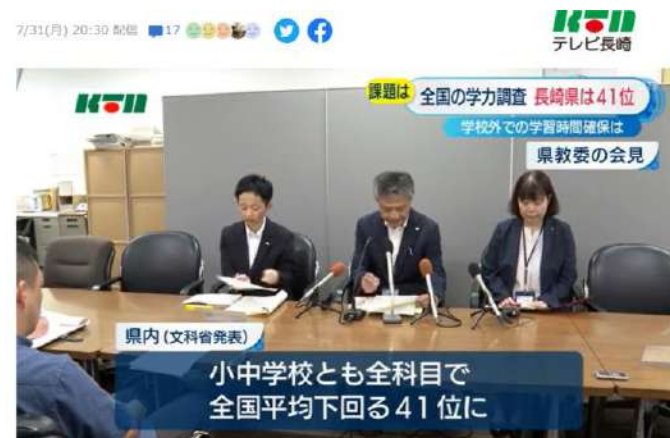 7/31(月) 20:30 配信 17
KTN
テレビ長崎
KTN
課題は 全国の学力調査 長崎県は41位
学校外での学習時間確保は
県教委の会見
県内(文科省発表)
小中学校とも全科目で
全国平均下回る41位に